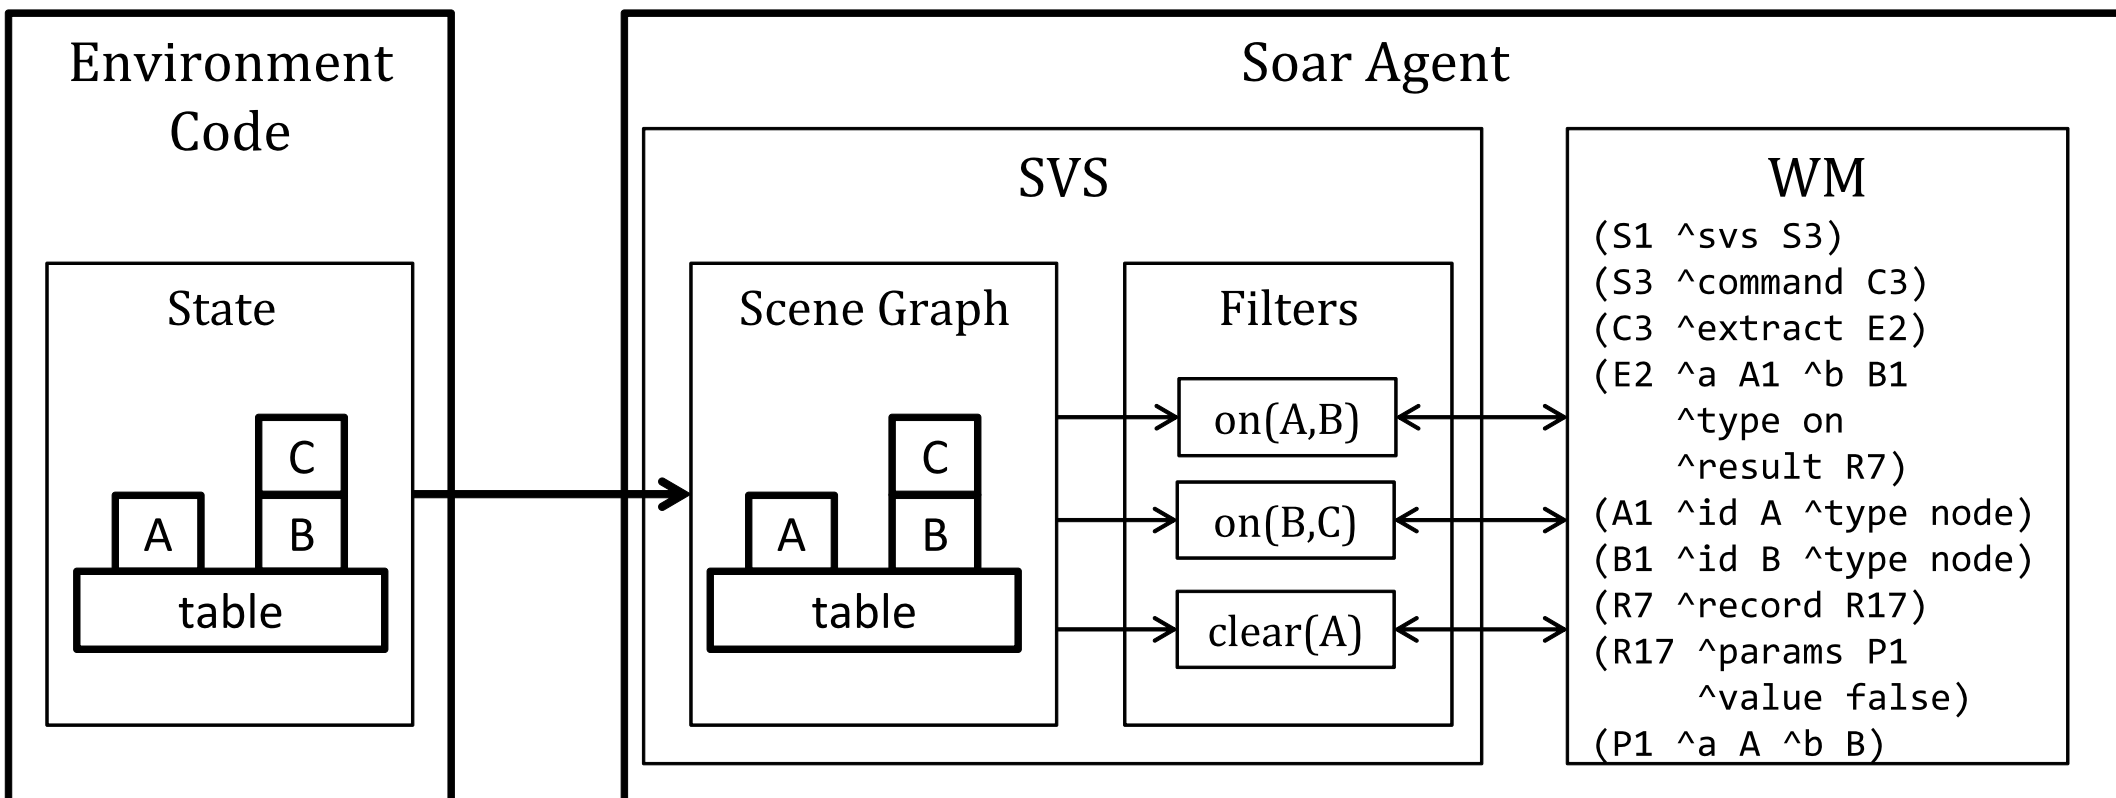 Environment
Code
State
C
A
B
table
Soar Agent
SVS
Scene Graph
C
A
B
table
Filters
on(A,B)
on(B,C)
clear(A)
WM
(S1 ^svs S3)
(S3 ^command C3)
(C3 ^extract E2)
(E2 ^a A1 ^b B1
^type on
^result R7)
(A1 ^id A ^type node)
(B1 ^id B ^type node)
(R7 ^record R17)
(R17 ^params P1
^value false)
(P1 ^a A ^b B)